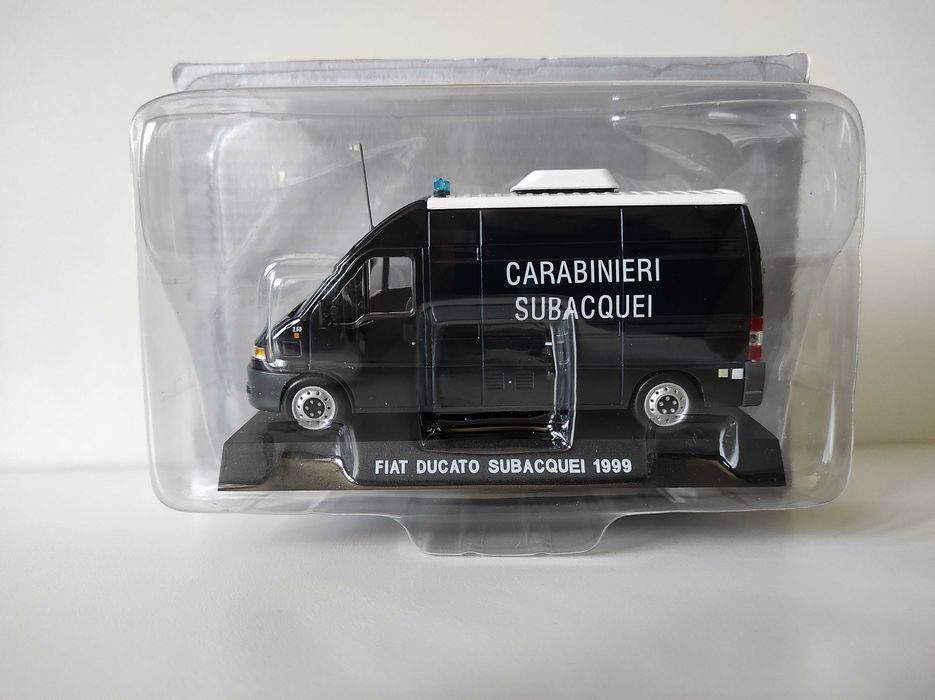 CARABINIERI
SUBACQUEI
FIAT DUCATO SUBACQUEI 1999